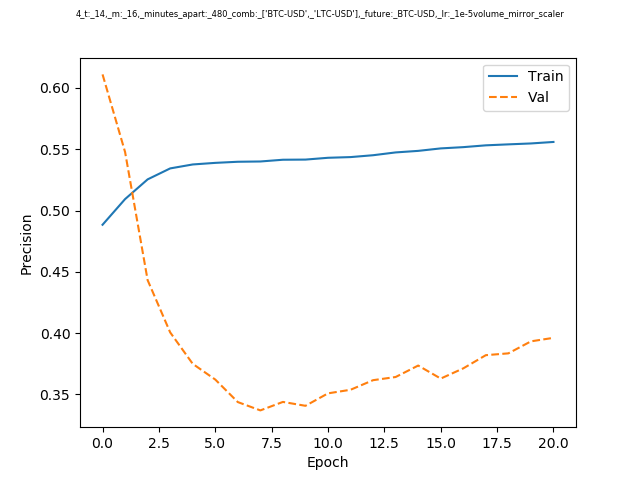 4_t:_14,_m:_16,_minutes_apart:_480_comb:_['BTC-USD',_'LTC-USD'],_future:_BTC-USD,_lr:_1e-5volume_mirror_scaler
Train
Val
0.60
0.55
0.50
0.45
0.40
0.35
Precision
0.0 2.5 5.0 7.5 10.0 12.5 15.0 17.5 20.0
Epoch